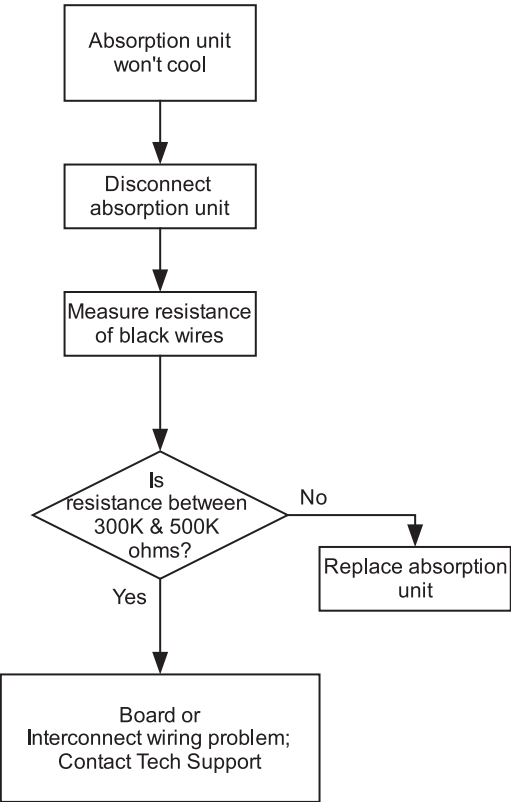 Absorption unit
won't cool
Disconnect
absorption unit
Measure resistance
of black wires
Is
resistance between
300K & 500K
ohms?
No
Replace absorption
unit
Yes
Board or
Interconnect wiring problem;
Contact Tech Support